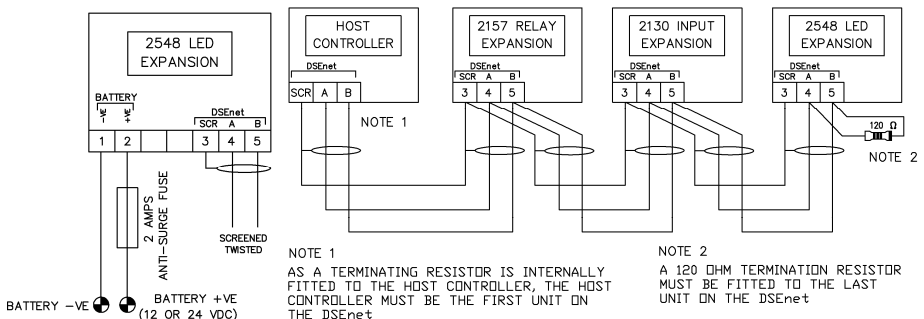 2548 LED
EXPANSION
BATTERY
-VE
+VE
DSEnet
SCR A B
1 2 3 4 5
2 AMPS
ANTI-SURGE FUSE
SCREENED
TWISTED
BATTERY -VE
BATTERY +VE
(12 OR 24 VDC)
HOST
CONTROLLER
DSEnet
SCR A B
NOTE 1
2157 RELAY
EXPANSION
DSEnet
SCR A B
3 4 5
2130 INPUT
EXPANSION
DSEnet
SCR A B
3 4 5
2548 LED
EXPANSION
DSEnet
SCR A B
3 4 5
120 Ω
NOTE 2
NOTE 1
AS A TERMINATING RESISTOR IS INTERNALLY
FITTED TO THE HOST CONTROLLER, THE HOST
CONTROLLER MUST BE THE FIRST UNIT ON
THE DSEnet
NOTE 2
A 120 OHM TERMINATION RESISTOR
MUST BE FITTED TO THE LAST
UNIT ON THE DSEnet